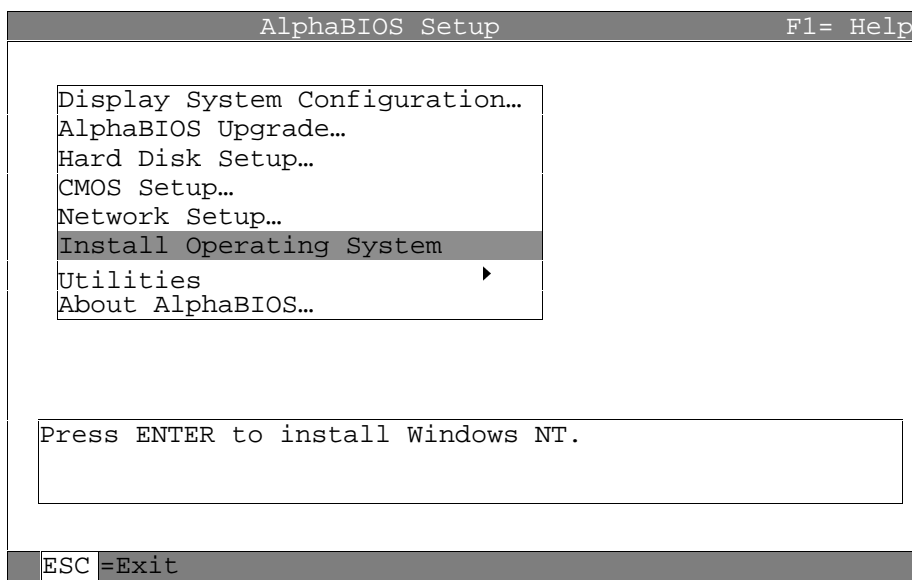 AlphaBIOS Setup F1= Help
Display System Configuration…
AlphaBIOS Upgrade…
Hard Disk Setup…
CMOS Setup…
Network Setup…
Install Operating System
Utilities
About AlphaBIOS…
Press ENTER to install Windows NT.
ESC=Exit